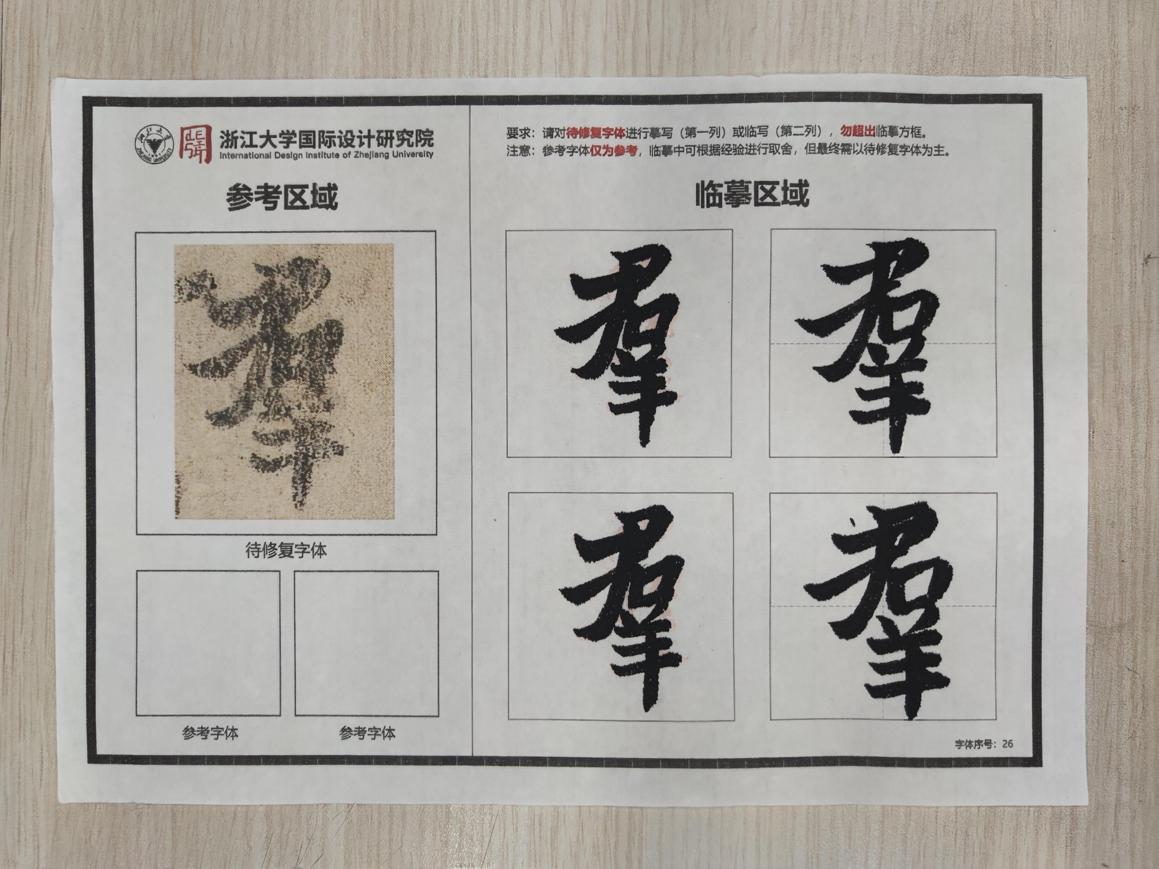 浙江大学国际设计研究院
International Design Institute of Zhejiang University
参考区域
待修复字体
参考字体
参考字体
要求：请对待修复字体进行摹写（第一列）或临写（第二列），勿超出临摹方框。
注意：参考字体仅为参考，临摹中可根据经验进行取舍，但最终需以待修复字体为主。
临摹区域
羣
羣
羣
羣
羣
字体序号：26